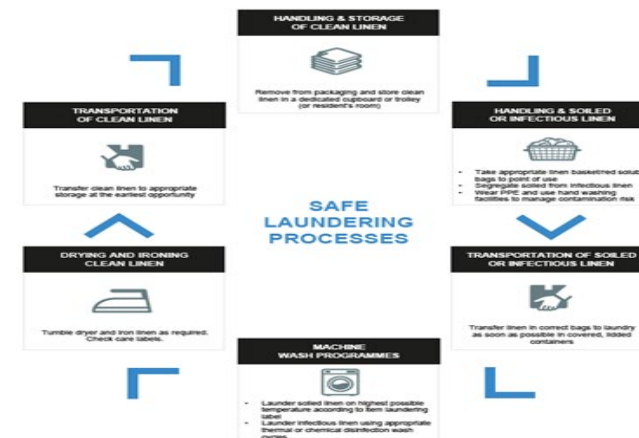 HANDLING & STORAGE
OF CLEAN LINEN
Remove from packaging and store clean
linen in a dedicated cupboard or trolley
(or resident's room)
HANDLING & SOILED
OR INFECTIOUS LINEN
• Take appropriate linen basket/red solub
bags to point of use
• Segregate soiled from infectious linen
• Wear PPE and use hand washing
facilities to manage contamination risk
TRANSPORTATION OF SOILED
OR INFECTIOUS LINEN
Transfer linen in correct bags to laundry
as soon as possible in covered, lidded
containers
MACHINE
WASH PROGRAMMES
• Launder soiled linen on highest possible
temperature according to item laundering
label
• Launder infectious linen using appropriate
thermal or chemical disinfection wash
cycles
DRYING AND IRONING
CLEAN LINEN
Tumble dryer and iron linen as required.
Check care labels.
TRANSPORTATION
OF CLEAN LINEN
Transfer clean linen to appropriate
storage at the earliest opportunity
SAFE
LAUNDERING
PROCESSES